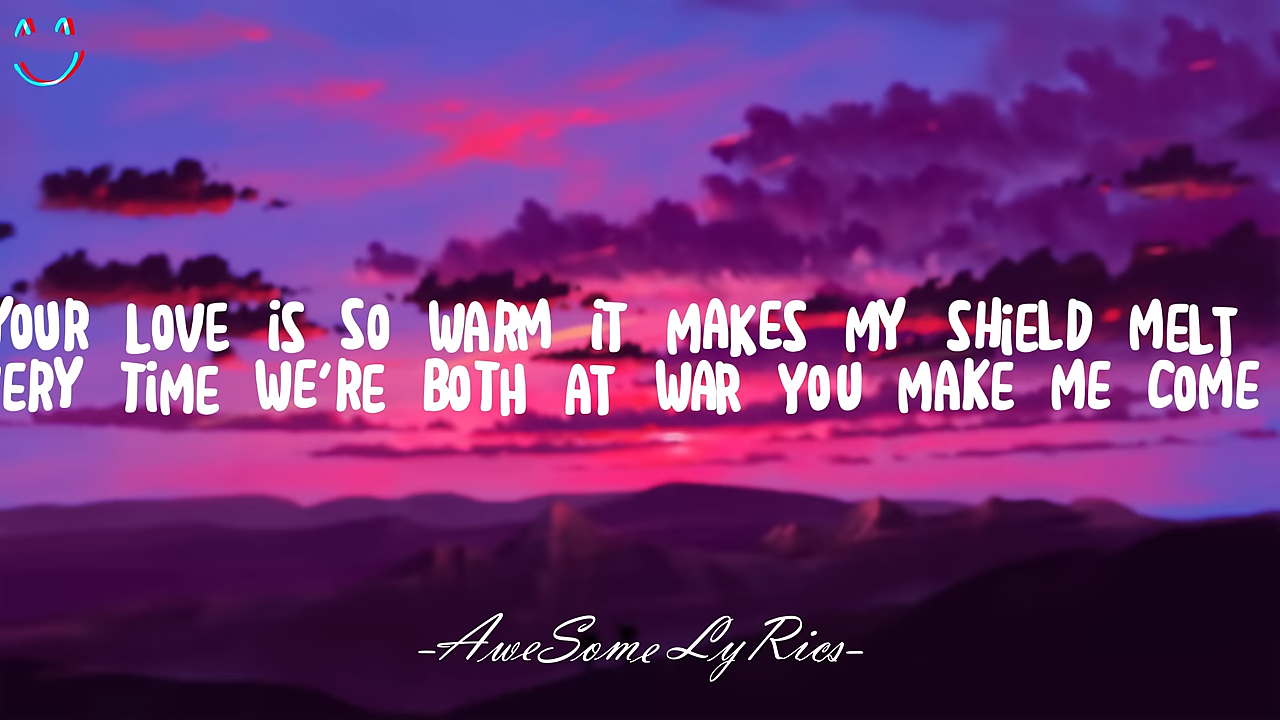 YOUR LOVE iS SO WARM iT MAKES MY SHiELD MELT
ERY TiME WE'RE BOTH AT WAR YOU MAKE ME COME
-AweSome LyRics-